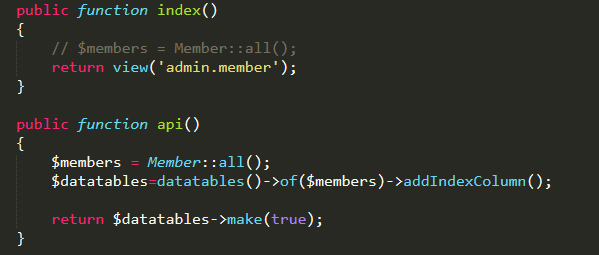 public function index()
{
    // $members = Member::all();
    return view('admin.member');
}

public function api()
{
    $members = Member::all();
    $datatables=datatables()->of($members)->addIndexColumn();

    return $datatables->make(true);
}